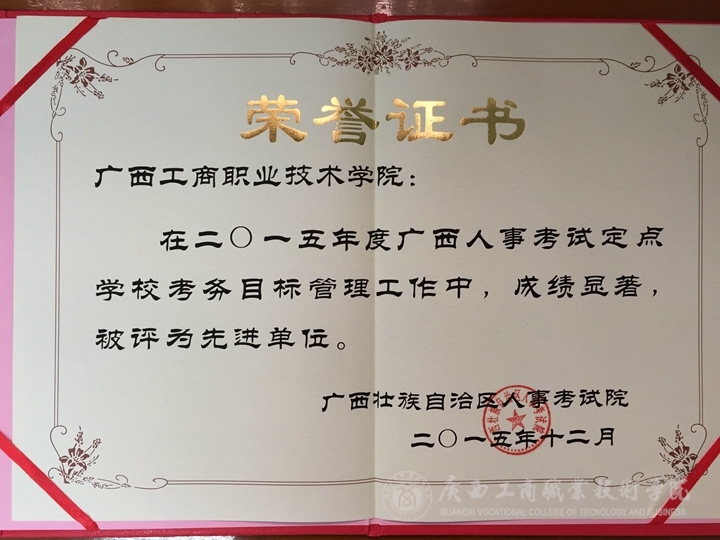 荣誉证书
广西工商职业技术学院：
在二〇一五年度广西人事考试定点
学校考务目标管理工作中，成绩显著，
被评为先进单位。
广西壮族自治区人事考试院
二〇一五年十二月
广西工商職業技術学院
GUANGXI VOCATIONAL COLLEGE OF TECNOLOGY AND BUSINESS